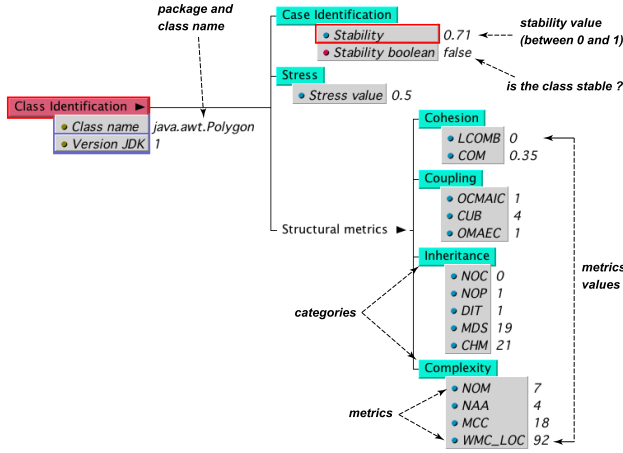 package and
class name
Case Identification
Stability 0.71
Stability boolean false
stability value
(between 0 and 1)
is the class stable ?
Stress
Stress value 0.5
Class Identification
Class name java.awt.Polygon
Version JDK 1
Structural metrics
Cohesion
LCOMB 0
COM 0.35
Coupling
OCMAIC 1
CUB 4
OMAEC 1
Inheritance
NOC 0
NOP 1
DIT 1
MDS 19
CHM 21
metrics
values
categories
Complexity
NOM 7
NAA 4
MCC 18
WMC_LOC 92
metrics